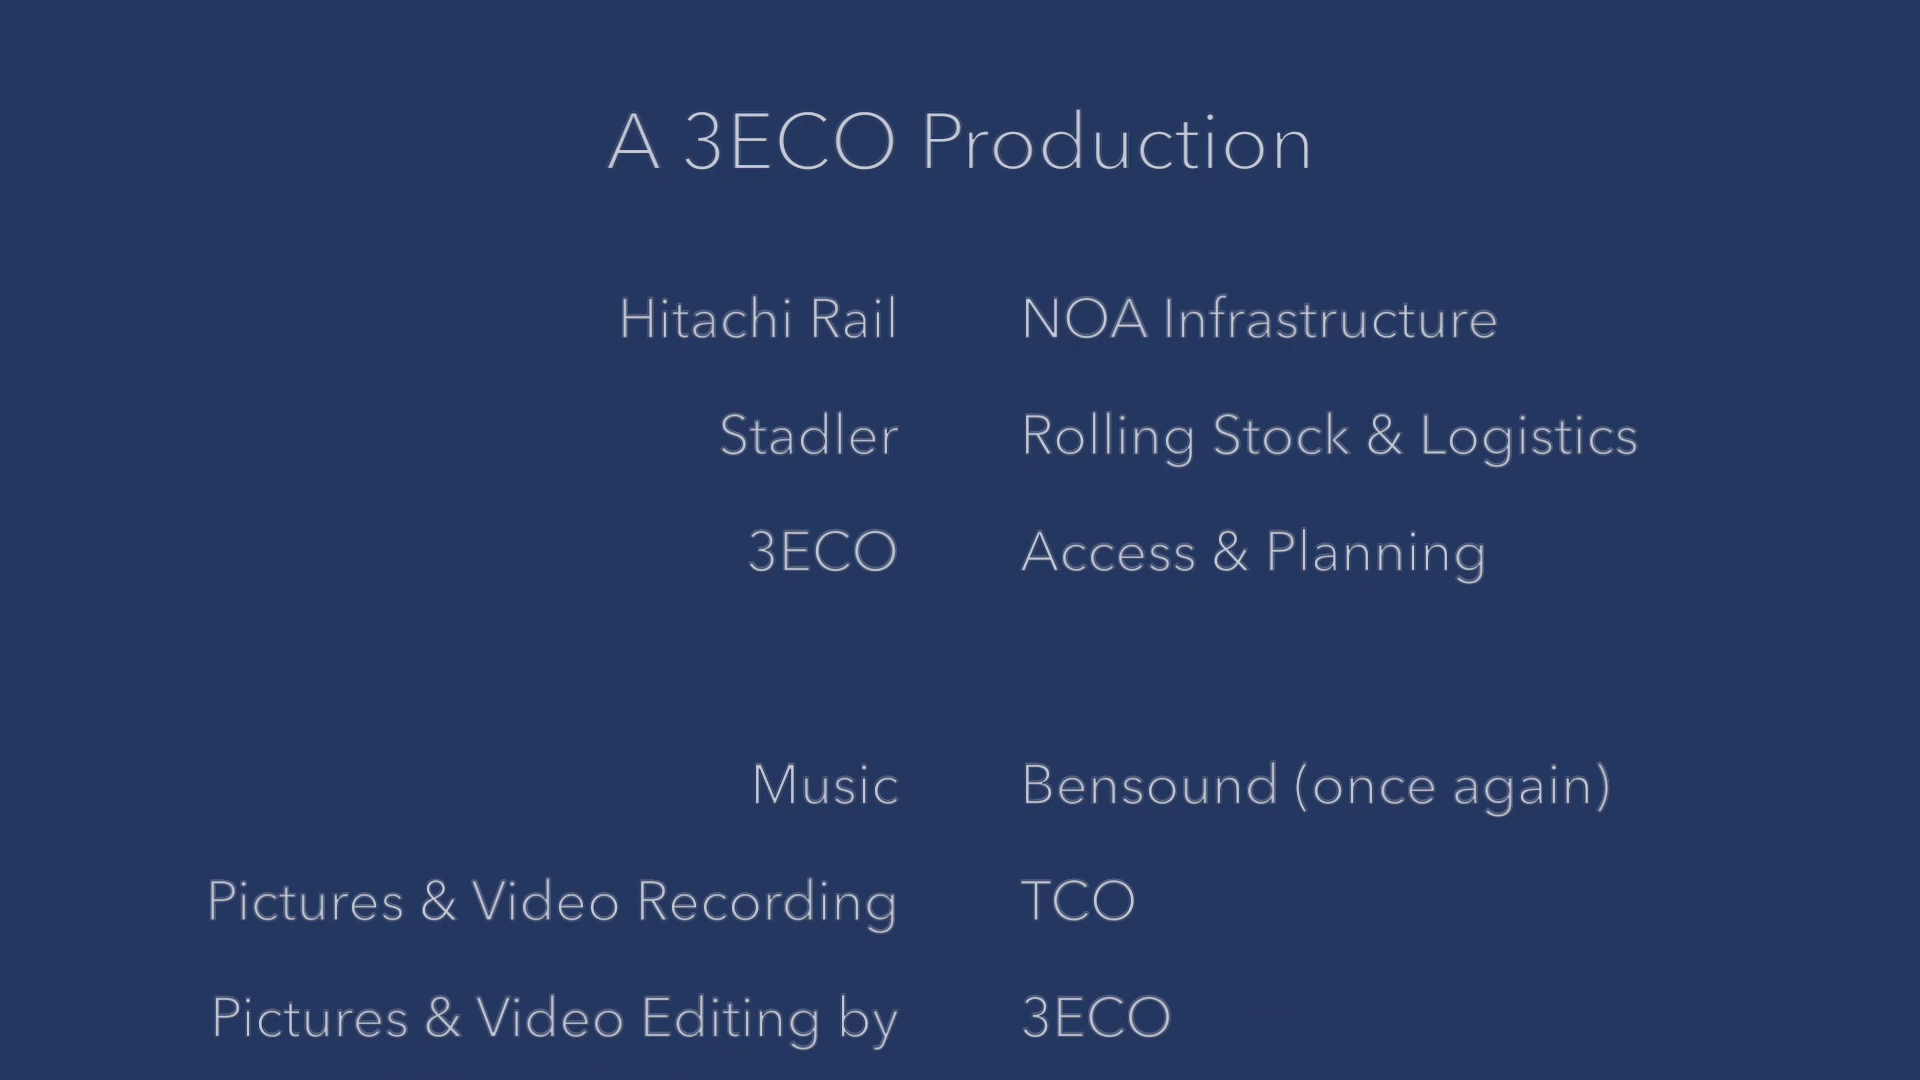 A 3ECO Production
Hitachi Rail NOA Infrastructure
Stadler Rolling Stock & Logistics
3ECO Access & Planning
Music Bensound (once again)
Pictures & Video Recording TCO
Pictures & Video Editing by 3ECO